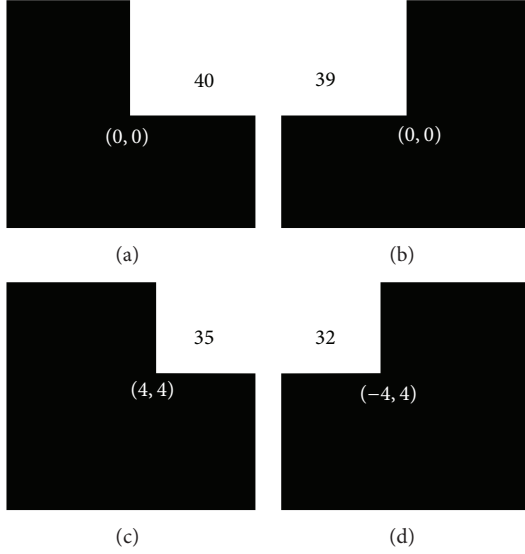 40
39
(0, 0)
(0, 0)
(a)
(b)
35
32
(4, 4)
(−4, 4)
(c)
(d)